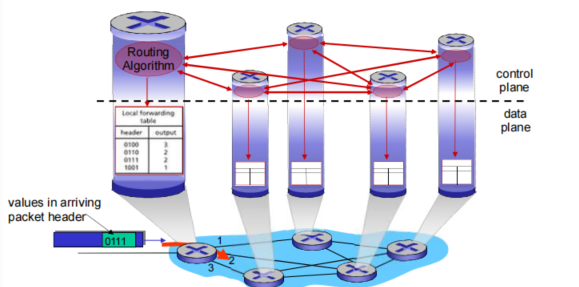 Routing
Algorithm
control
plane
data
plane
Local forwarding
table
header output
0100 3
0110 2
0111 2
1001 1
values in arriving
packet header
0111
1
2
3